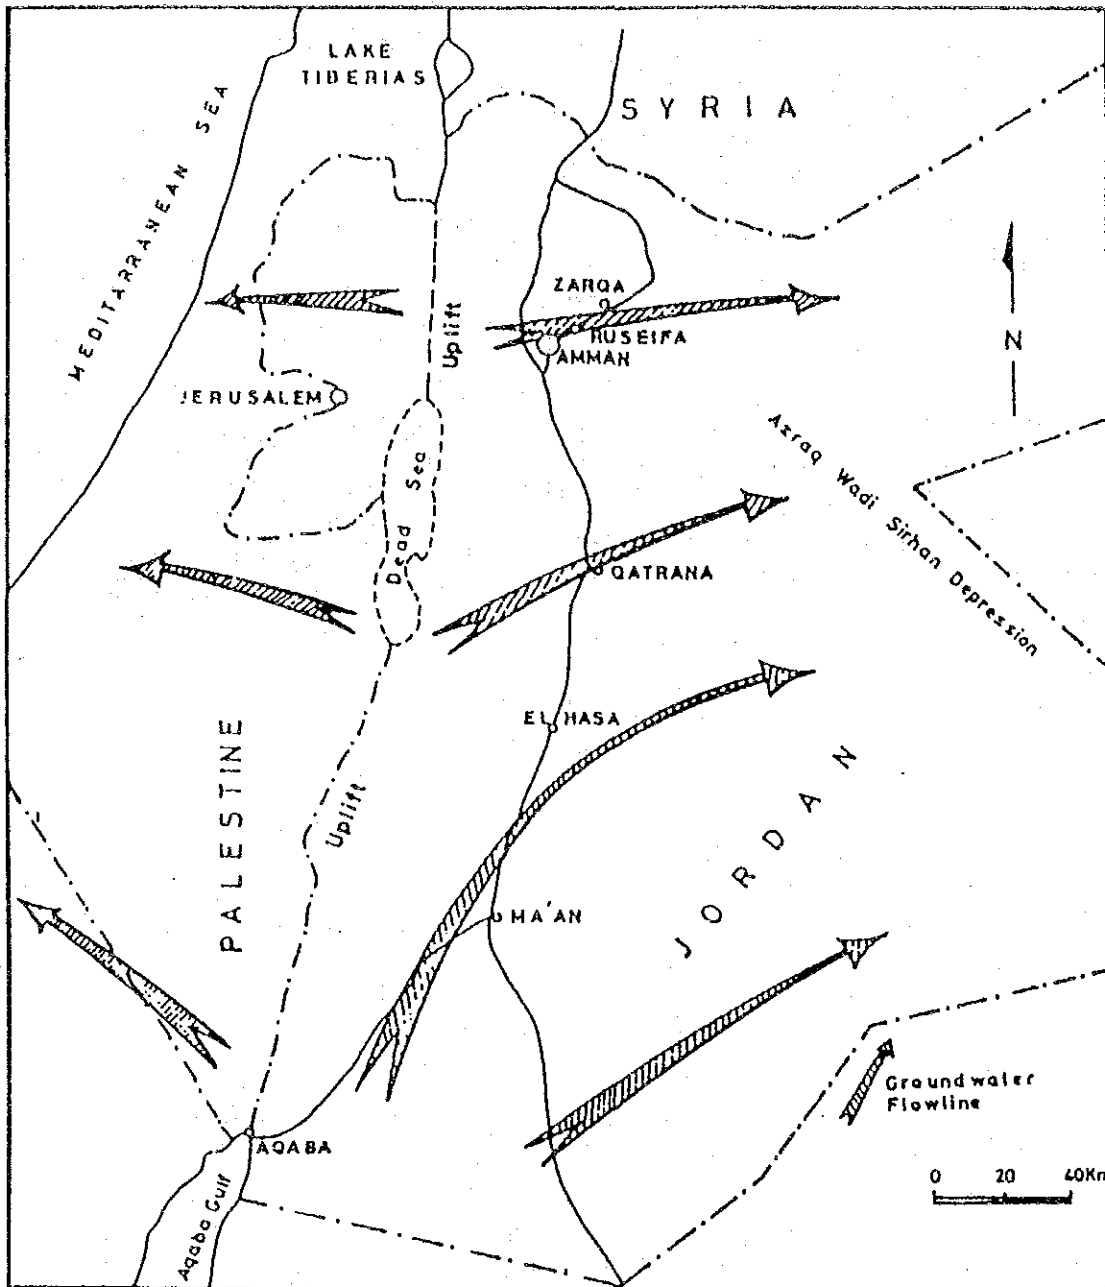 LAKE
TIBERIAS
SYRIA
MEDITARRANEAN SEA
ZARQA
RUSEIFA
AMMAN
Uplift
N
JERUSALEM
Dead Sea
Azraq Wadi Sirhan Depression
QATRANA
EL HASA
PALESTINE
Uplift
JORDAN
MA'AN
Groundwater
Flowline
AQABA
Aqaba Gulf
0 20 40Km